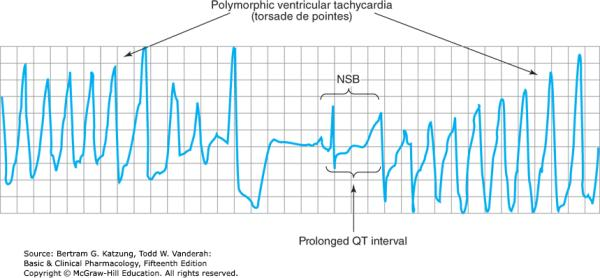 Polymorphic ventricular tachycardia
(torsade de pointes)
NSB
Prolonged QT interval
Source: Bertram G. Katzung, Todd W. Vanderah:
Basic & Clinical Pharmacology, Fifteenth Edition
Copyright © McGraw-Hill Education. All rights reserved.